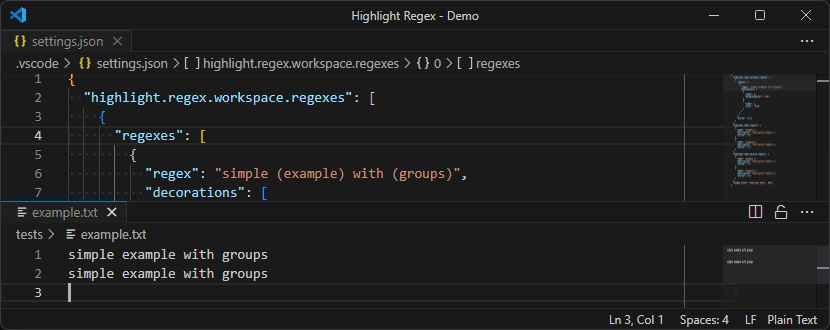 Highlight Regex - Demo
{} settings.json
.vscode > {} settings.json > [ ] highlight.regex.workspace.regexes > {} 0 > [ ] regexes
1 {
2 "highlight.regex.workspace.regexes": [
3 {
4 "regexes": [
5 {
6 "regex": "simple (example) with (groups)",
7 "decorations": [
example.txt
tests > example.txt
1 simple example with groups
2 simple example with groups
3
Ln 3, Col 1 Spaces: 4 LF Plain Text